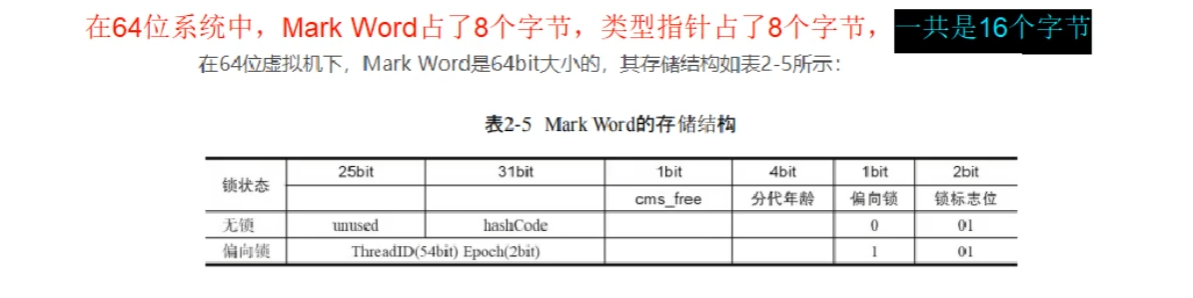 在64位系统中，Mark Word占了8个字节，类型指针占了8个字节，一共是16个字节
在64位虚拟机下，Mark Word是64bit大小的，其存储结构如表2-5所示：
表2-5 Mark Word的存储结构
锁状态 25bit 31bit 1bit 4bit 1bit 2bit
cms_free 分代年龄 偏向锁 锁标志位
无锁 unused hashCode 0 01
偏向锁 ThreadID(54bit) Epoch(2bit) 1 01